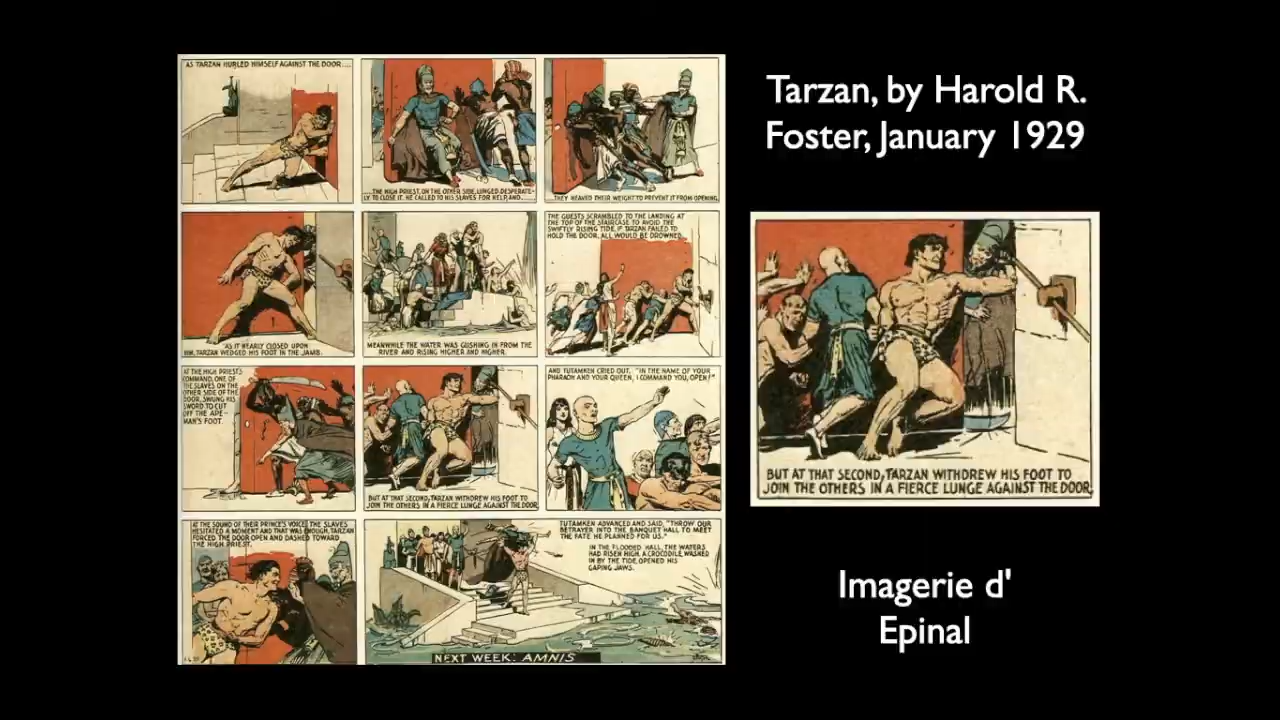 AS TARZAN HURLED HIMSELF AGAINST THE DOOR....
....THE HIGH PRIEST, ON THE OTHER SIDE, LUNGED DESPERATE-
LY TO CLOSE IT. HE CALLED TO HIS SLAVES FOR HELP, AND.....
....THEY HEAVED THEIR WEIGHT TO PREVENT IT FROM OPENING.
AS IT NEARLY CLOSED UPON
HIM, TARZAN WEDGED HIS FOOT IN THE JAMB.
MEANWHILE THE WATER WAS GUSHING IN FROM THE
RIVER AND RISING HIGHER AND HIGHER.
THE GUESTS SCRAMBLED TO THE LANDING AT
THE TOP OF THE STAIRCASE TO AVOID THE
SWIFTLY RISING TIDE. IF TARZAN FAILED TO
HOLD THE DOOR, ALL WOULD BE DROWNED.
AT THE HIGH PRIEST'S
COMMAND, ONE OF
THE SLAVES ON THE
OTHER SIDE OF THE
DOOR, SWUNG HIS
SWORD TO CUT
OFF THE APE-
MAN'S FOOT.
BUT AT THAT SECOND, TARZAN WITHDREW HIS FOOT TO
JOIN THE OTHERS IN A FIERCE LUNGE AGAINST THE DOOR.
AND TUTAMKEN CRIED OUT, "IN THE NAME OF YOUR
PHARAOH AND YOUR QUEEN, I COMMAND YOU, OPEN!"
AT THE SOUND OF THEIR PRINCE'S VOICE THE SLAVES
HESITATED A MOMENT AND THAT WAS ENOUGH. TARZAN
FORCED THE DOOR OPEN AND DASHED TOWARD
THE HIGH PRIEST.
TUTAMKEN ADVANCED AND SAID, "THROW OUR
BETRAYER INTO THE BANQUET HALL TO MEET
THE FATE HE PLANNED FOR US."
IN THE FLOODED HALL, THE WATERS
HAD RISEN HIGH. A CROCODILE, WASHED
IN BY THE TIDE, OPENED HIS
GAPING JAWS.
NEXT WEEK: AMNIS
Tarzan, by Harold R.
Foster, January 1929
BUT AT THAT SECOND, TARZAN WITHDREW HIS FOOT TO
JOIN THE OTHERS IN A FIERCE LUNGE AGAINST THE DOOR.
Imagerie d'
Epinal